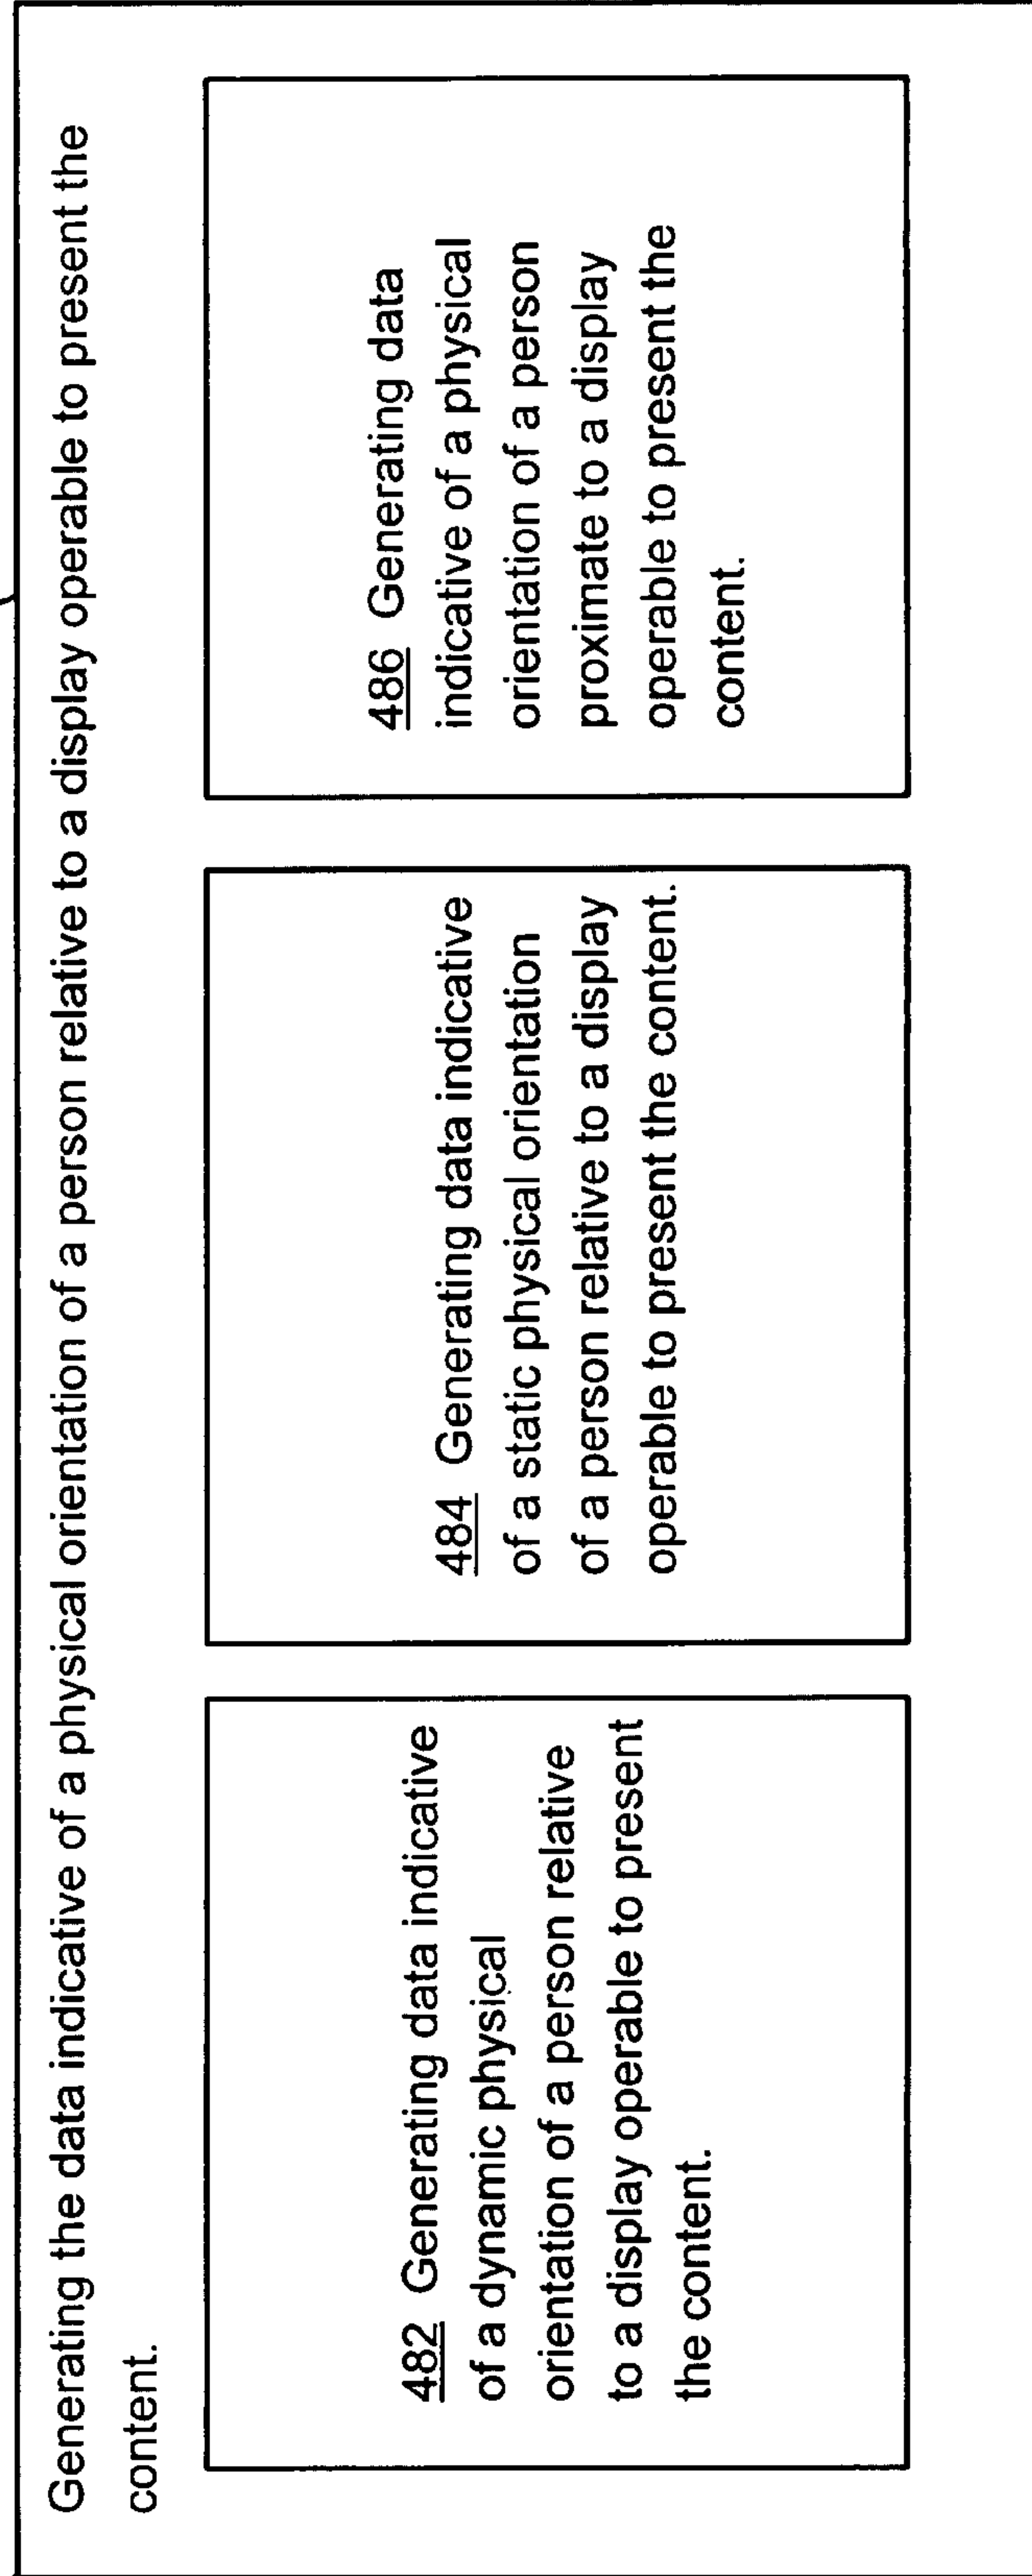 Generating the data indicative of a physical orientation of a person relative to a display operable to present the
content.
482 Generating data indicative
of a dynamic physical
orientation of a person relative
to a display operable to present
the content.
484 Generating data indicative
of a static physical orientation
of a person relative to a display
operable to present the content.
486 Generating data
indicative of a physical
orientation of a person
proximate to a display
operable to present the
content.